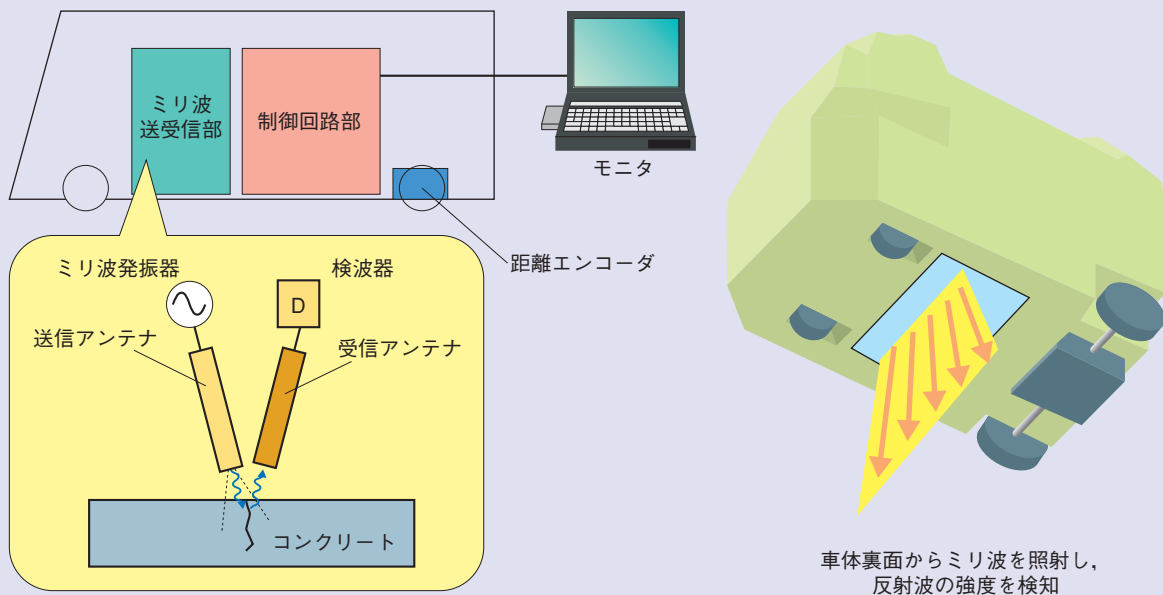 ミリ波
送受信部
制御回路部
モニタ
距離エンコーダ
ミリ波発振器
検波器
D
送信アンテナ
受信アンテナ
コンクリート
車体裏面からミリ波を照射し，
反射波の強度を検知